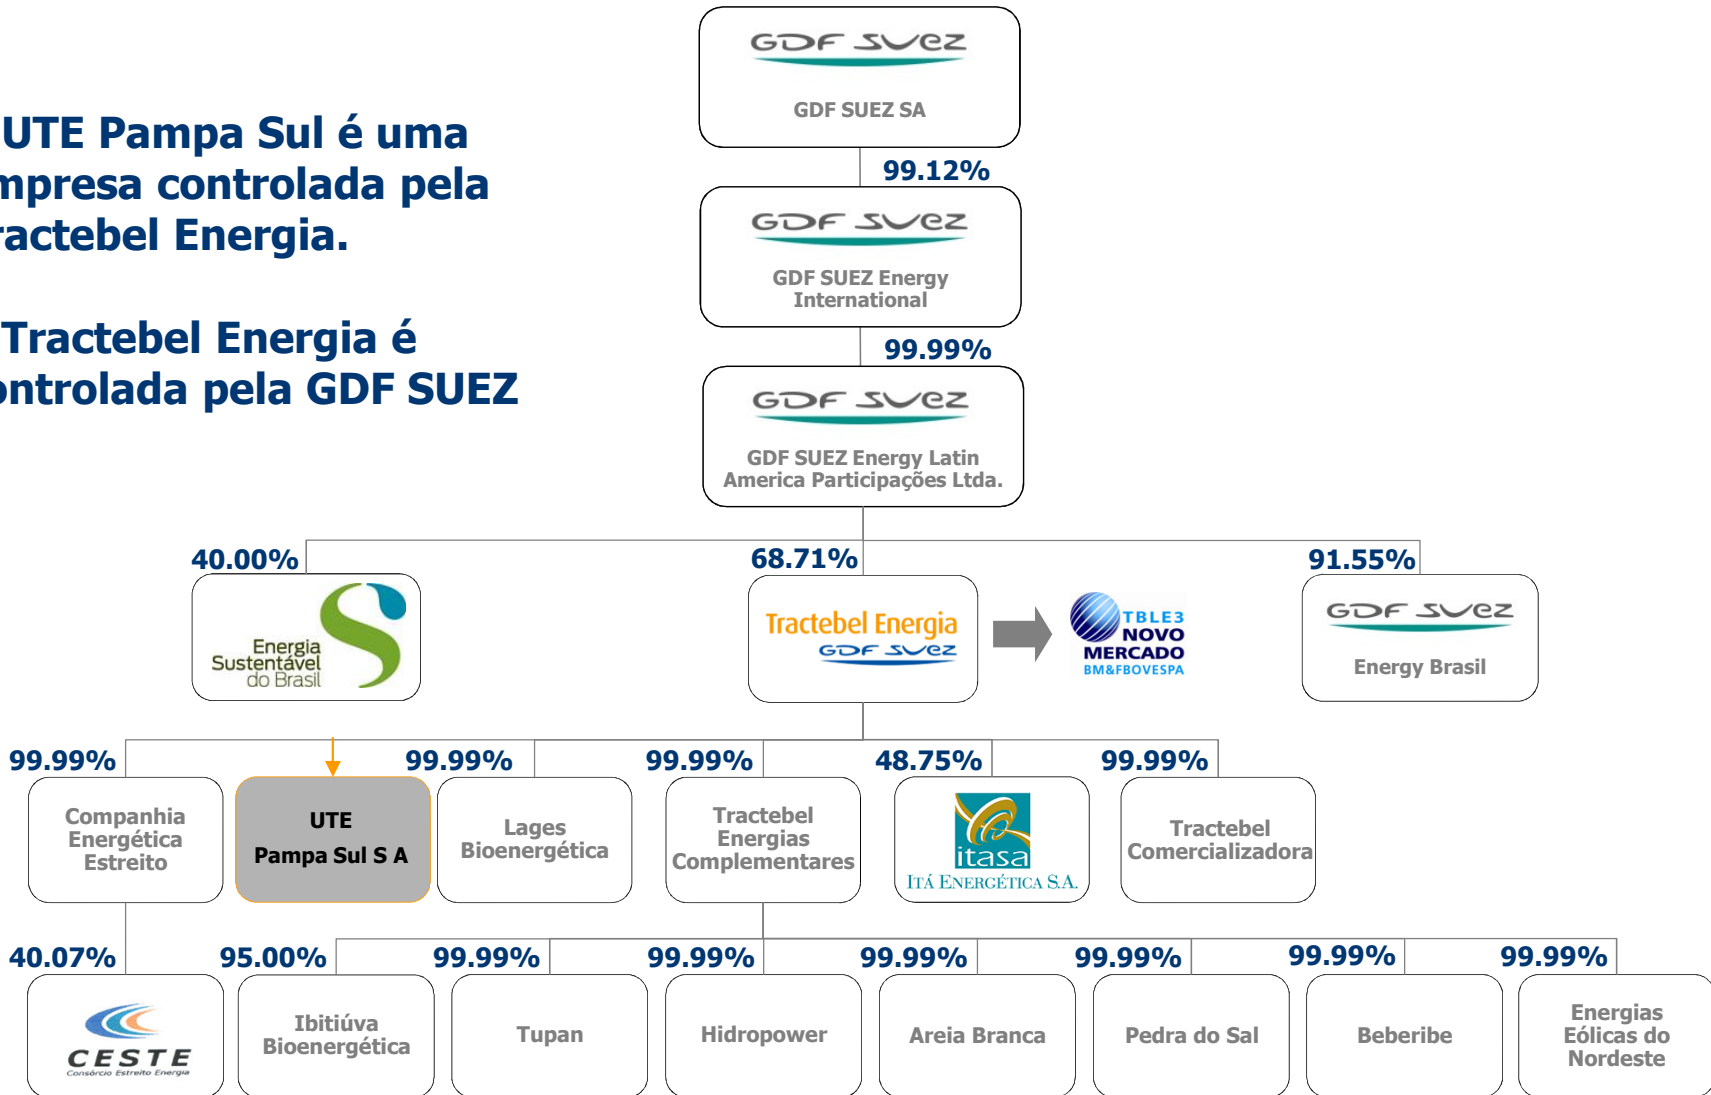 GDF SUEZ
GDF SUEZ SA
UTE Pampa Sul é uma
mpresa controlada pela
ractebel Energia.
99.12%
GDF SUEZ
GDF SUEZ Energy
International
Tractebel Energia é
ontrolada pela GDF SUEZ
99.99%
GDF SUEZ
GDF SUEZ Energy Latin
America Participações Ltda.
40.00%
68.71%
91.55%
Energia
Sustentável
do Brasil
Tractebel Energia
GDF SUEZ
TBLE3
NOVO
MERCADO
BM&FBOVESPA
GDF SUEZ
Energy Brasil
99.99%
99.99%
99.99%
48.75%
99.99%
Companhia
Energética
Estreito
UTE
Pampa Sul S A
Lages
Bioenergética
Tractebel
Energias
Complementares
itasa
ITÁ ENERGÉTICA S.A.
Tractebel
Comercializadora
40.07%
95.00%
99.99%
99.99%
99.99%
99.99%
99.99%
99.99%
CESTE
Consórcio Estreito Energia
Ibitiúva
Bioenergética
Tupan
Hidropower
Areia Branca
Pedra do Sal
Beberibe
Energias
Eólicas do
Nordeste